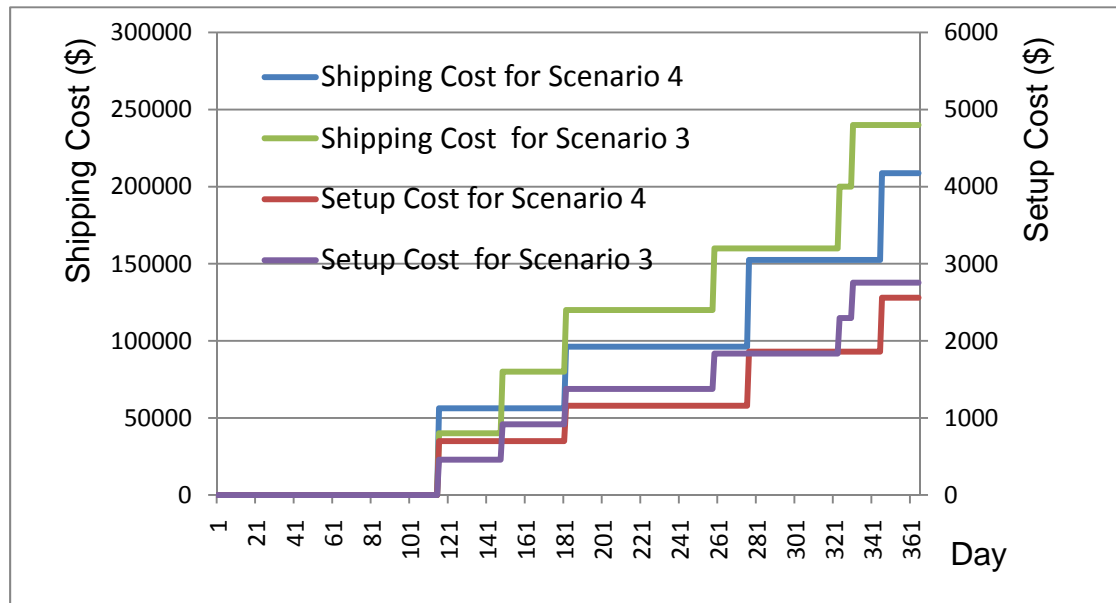 Shipping Cost ($)
300000
250000
200000
150000
100000
50000
0
Shipping Cost for Scenario 4
Shipping Cost for Scenario 3
Setup Cost for Scenario 4
Setup Cost for Scenario 3
6000
5000
4000
3000
2000
1000
0
Setup Cost ($)
1 21 41 61 81 101 121 141 161 181 201 221 241 261 281 301 321 341 361
Day